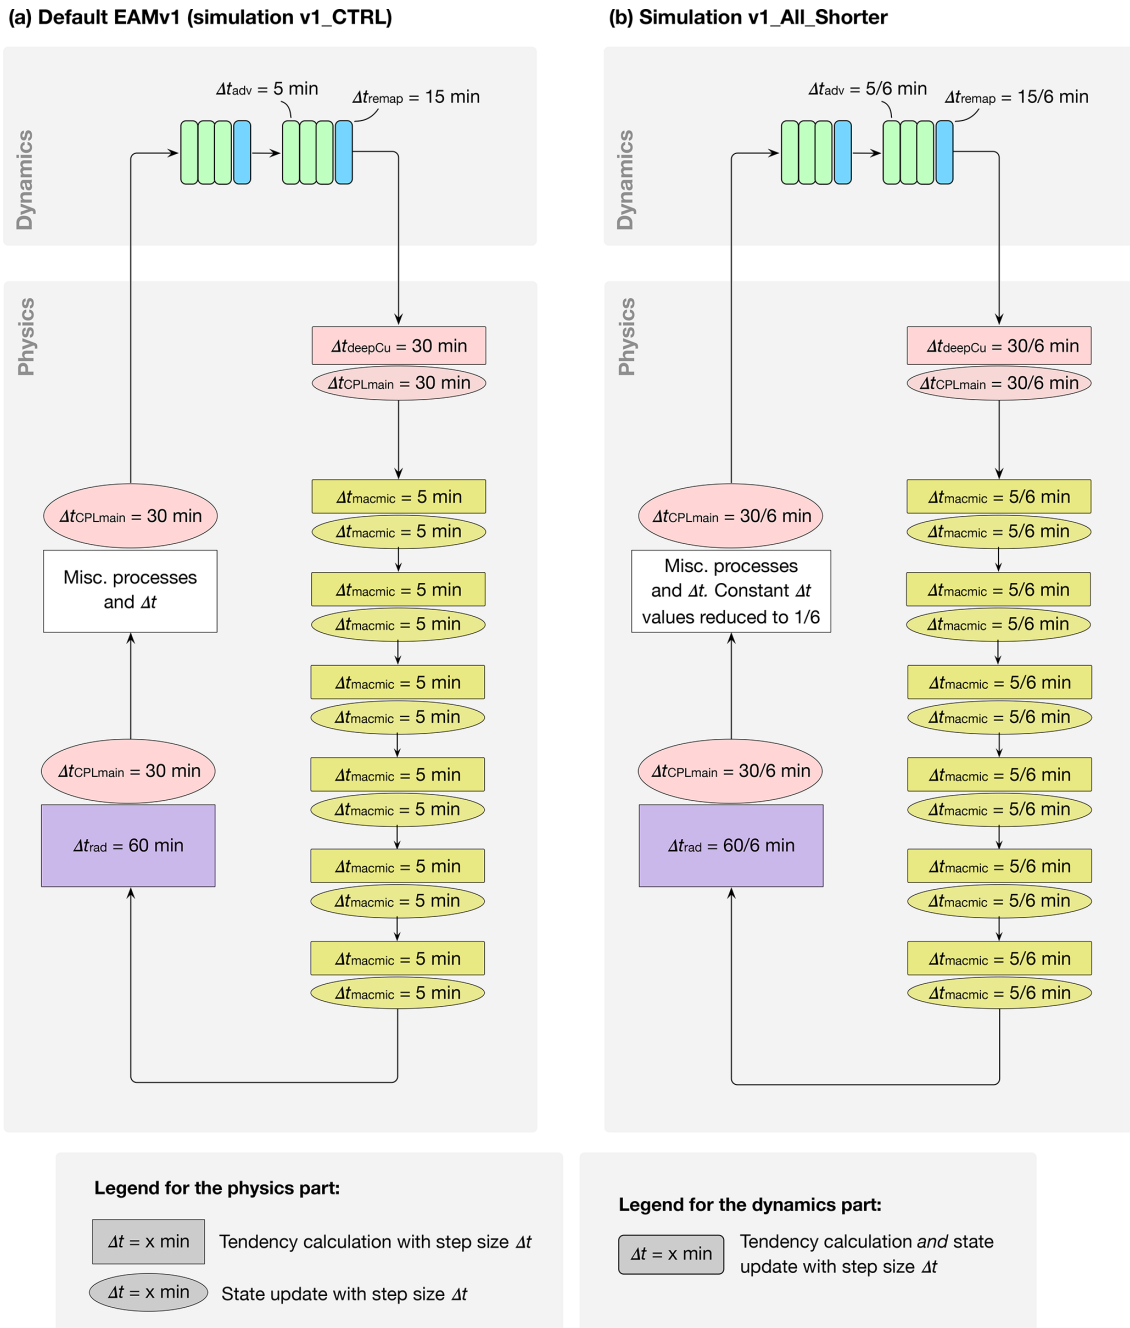 (a) Default EAMv1 (simulation v1_CTRL)
Dynamics
Δtadv = 5 min
Δtremap = 15 min
Physics
ΔtdeepCu = 30 min
ΔtCPLmain = 30 min
Δtmacmic = 5 min
Δtmacmic = 5 min
Δtmacmic = 5 min
Δtmacmic = 5 min
Δtmacmic = 5 min
Δtmacmic = 5 min
Δtmacmic = 5 min
Δtmacmic = 5 min
Δtmacmic = 5 min
Δtmacmic = 5 min
Δtmacmic = 5 min
Δtmacmic = 5 min
ΔtCPLmain = 30 min
Misc. processes
and Δt
ΔtCPLmain = 30 min
Δtrad = 60 min
(b) Simulation v1_All_Shorter
Dynamics
Δtadv = 5/6 min
Δtremap = 15/6 min
Physics
ΔtdeepCu = 30/6 min
ΔtCPLmain = 30/6 min
Δtmacmic = 5/6 min
Δtmacmic = 5/6 min
Δtmacmic = 5/6 min
Δtmacmic = 5/6 min
Δtmacmic = 5/6 min
Δtmacmic = 5/6 min
Δtmacmic = 5/6 min
Δtmacmic = 5/6 min
Δtmacmic = 5/6 min
Δtmacmic = 5/6 min
Δtmacmic = 5/6 min
Δtmacmic = 5/6 min
ΔtCPLmain = 30/6 min
Misc. processes
and Δt. Constant Δt
values reduced to 1/6
ΔtCPLmain = 30/6 min
Δtrad = 60/6 min
Legend for the physics part:
Δt = x min
Tendency calculation with step size Δt
Δt = x min
State update with step size Δt
Legend for the dynamics part:
Δt = x min
Tendency calculation and state
update with step size Δt